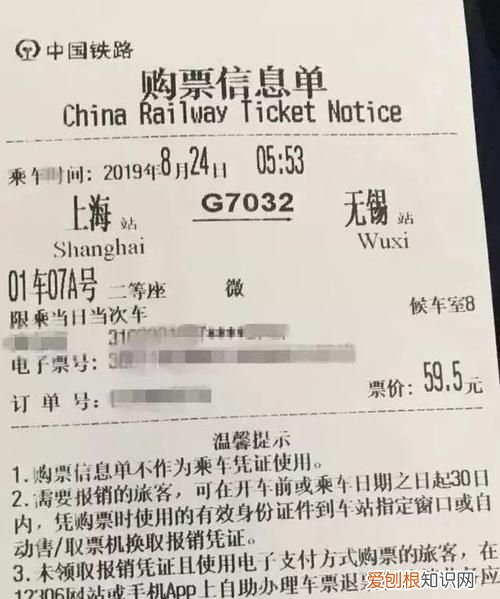 中国铁路
购票信息单
China Railway Ticket Notice
乘车时间: 2019年8月24日 05:53
上海站 G7032 无锡站
Shanghai Wuxi
01车07A号 二等座 微
限乘当日当次车 候车室8
电子票号:
订单号: 票价: 59.5元
温馨提示
1. 购票信息单不作为乘车凭证使用。
2. 需要报销的旅客，可在开车前或乘车日期之日起30日
内，凭购票时使用的有效身份证件到车站指定窗口或自
动售/取票机换取报销凭证。
3. 未领取报销凭证且使用电子支付方式购票的旅客，在
12306网站或手机App上自助办理车票退票
爱刨根知识网